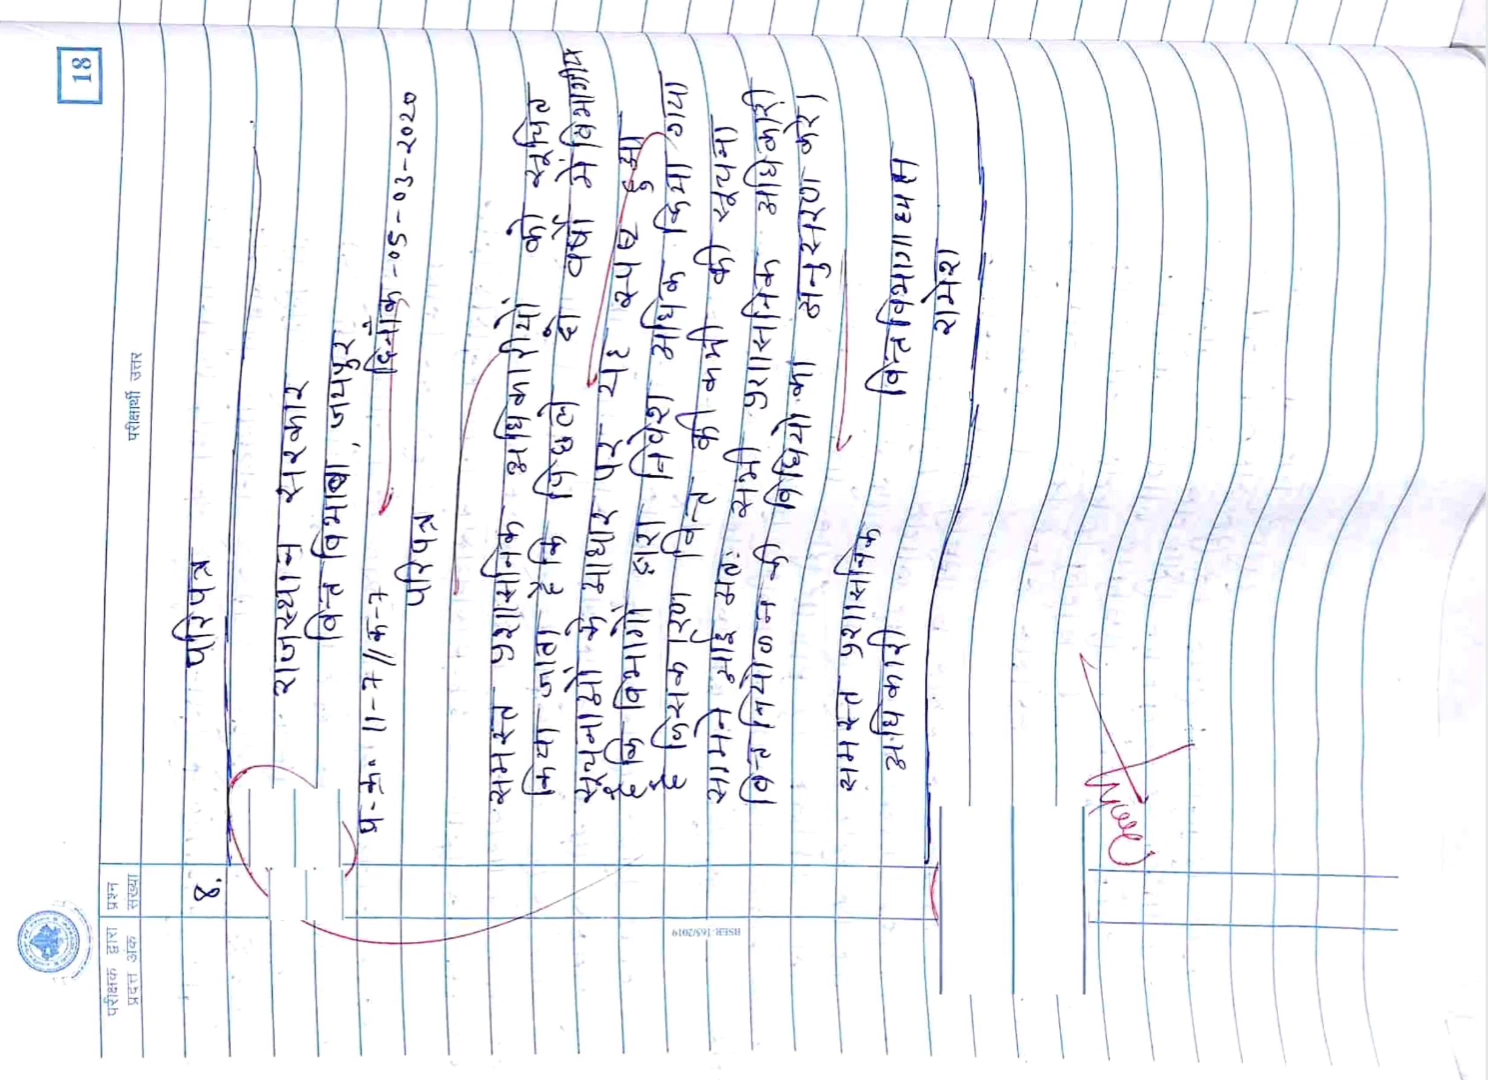 18
परीक्षक द्वारा प्रदत्त अंक
प्रश्न संख्या
परीक्षार्थी उत्तर
8.
परिपत्र
राजस्थान सरकार
वित्त विभाग, जयपुर
प.क्र. 11-7//क-7
दिनाँक -05-03-2020
परिपत्र
समस्त प्रशासनिक अधिकारीयों को सूचित
किया जाता है कि पिछले दो वर्षो में विभागीय
सूचनाओ के आधार पर यह स्पष्ट हुआ
है कि विभागों द्वारा निवेश अधिक किया गया
है जिसके कारण वित्त की कमी की सूचना
सामने आई अतः सभी प्रशासनिक अधिकारी
वित्त नियोजन की विधियो का अनुसरण करे।
समस्त प्रशासनिक
अधिकारी
वित्त विभागाध्यक्ष
रामेश
BSER-165/2019